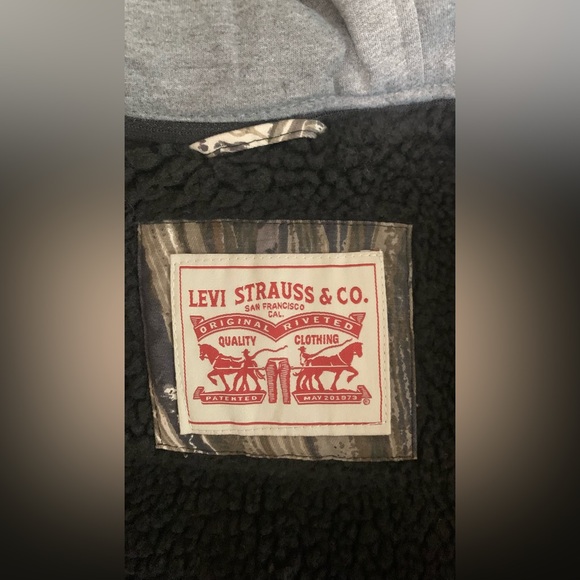 LEVI STRAUSS & CO.
SAN FRANCISCO
CAL.
ORIGINAL RIVETED
QUALITY CLOTHING
PATENTED MAY 20 1873
®